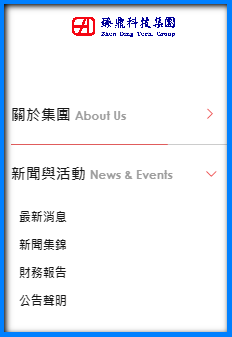 臻鼎科技集團
Zhen Ding Tech. Group
關於集團 About Us
新聞與活動 News & Events
最新消息
新聞集錦
財務報告
公告聲明